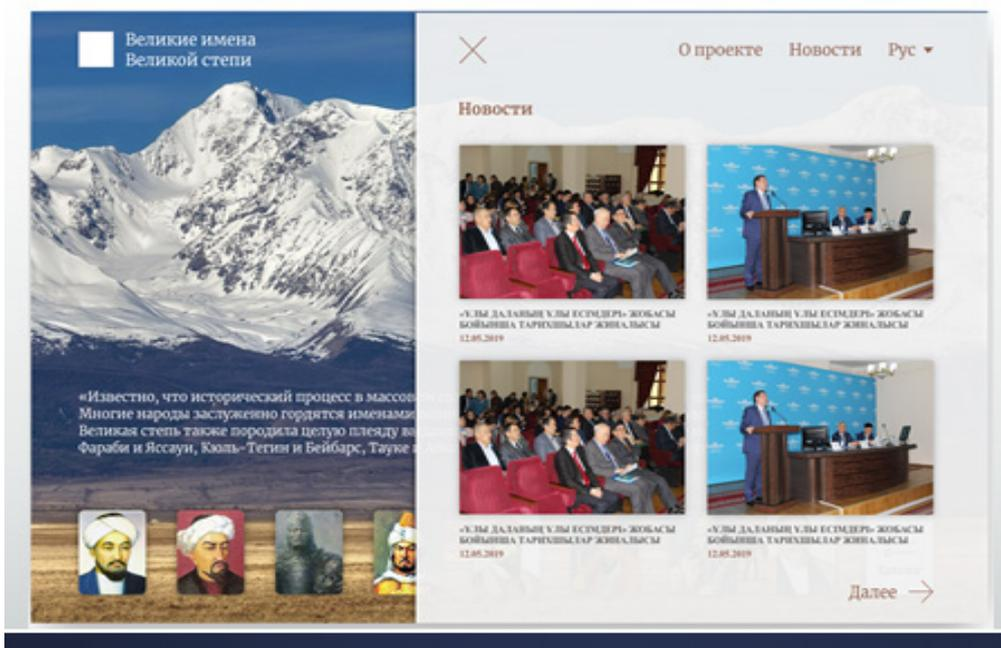 Великие имена
Великой степи
О проекте Новости Рус
Новости
«ҰЛЫ ДАЛАНЫҢ ҰЛЫ ЕСІМДЕРІ» ЖОБАСЫ
БОЙЫНША ТАРИХШЫЛАР ЖИНАЛЫСЫ
12.05.2019
«ҰЛЫ ДАЛАНЫҢ ҰЛЫ ЕСІМДЕРІ» ЖОБАСЫ
БОЙЫНША ТАРИХШЫЛАР ЖИНАЛЫСЫ
12.05.2019
«Известно, что исторический процесс в массов
Многие народы заслуженно гордятся именами
Великая степь также породила целую плеяду
Фараби и Яссауи, Кюль-Тегин и Бейбарс, Тауке
«ҰЛЫ ДАЛАНЫҢ ҰЛЫ ЕСІМДЕРІ» ЖОБАСЫ
БОЙЫНША ТАРИХШЫЛАР ЖИНАЛЫСЫ
12.05.2019
«ҰЛЫ ДАЛАНЫҢ ҰЛЫ ЕСІМДЕРІ» ЖОБАСЫ
БОЙЫНША ТАРИХШЫЛАР ЖИНАЛЫСЫ
12.05.2019
Далее